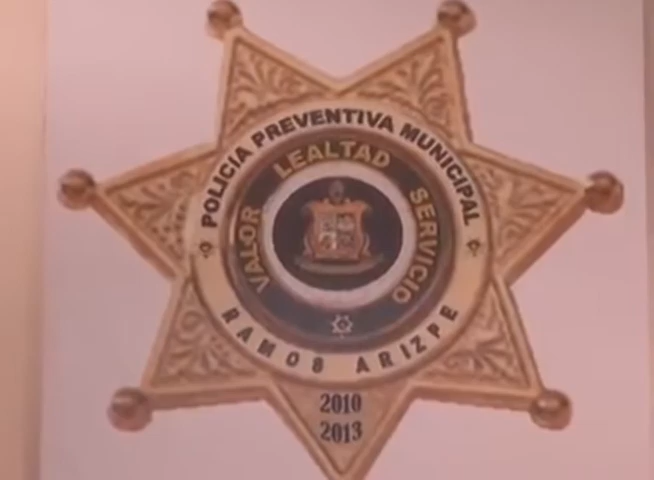 POLICIA PREVENTIVA MUNICIPAL
VALOR LEALTAD SERVICIO
RAMOS ARIZPE
2010
2013